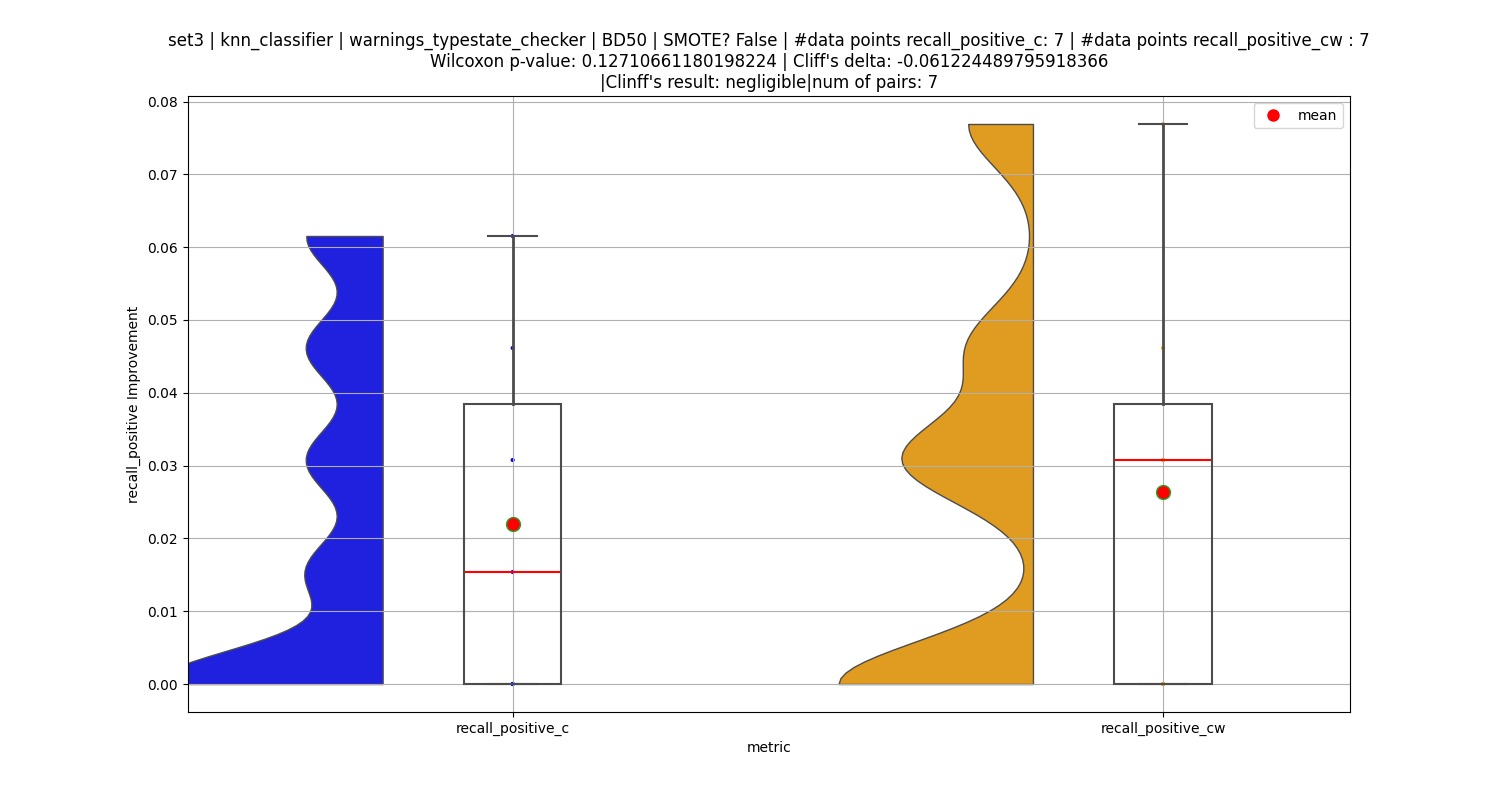 set3 | knn_classifier | warnings_typestate_checker | BD50 | SMOTE? False | #data points recall_positive_c: 7 | #data points recall_positive_cw : 7
Wilcoxon p-value: 0.12710661180198224 | Cliff's delta: -0.061224489795918366
|Clinff's result: negligible|num of pairs: 7
mean
0.08
0.07
0.06
0.05
0.04
0.03
0.02
0.01
0.00
recall_positive Improvement
recall_positive_c
recall_positive_cw
metric